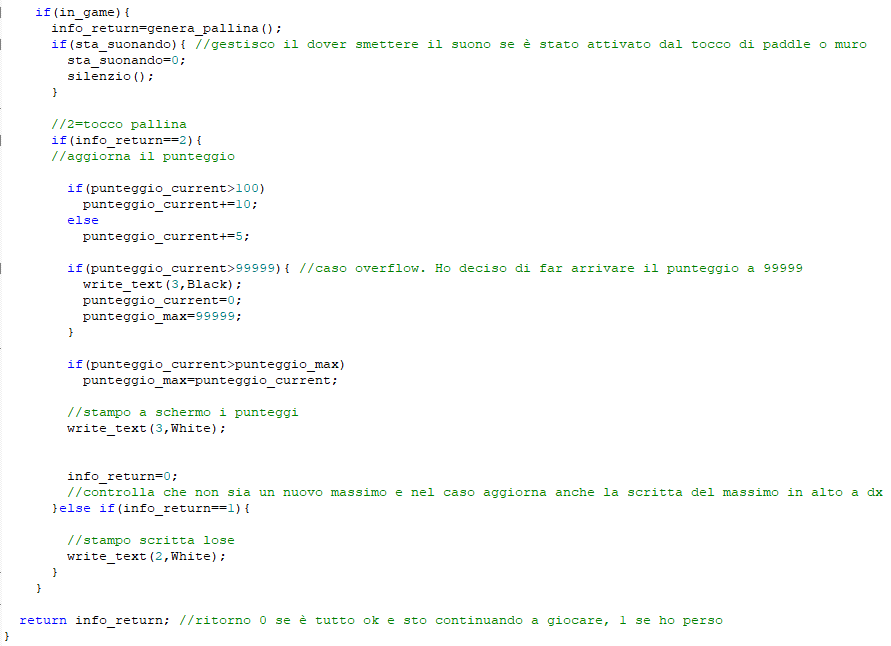 if(in_game){
info_return=genera_pallina();
if(sta_suonando){ //gestisco il dover smettere il suono se è stato attivato dal tocco di paddle o muro
sta_suonando=0;
silenzio();
}
//2=tocco pallina
if(info_return==2){
//aggiorna il punteggio
if(punteggio_current>100)
punteggio_current+=10;
else
punteggio_current+=5;
if(punteggio_current>99999){ //caso overflow. Ho deciso di far arrivare il punteggio a 99999
write_text(3,Black);
punteggio_current=0;
punteggio_max=99999;
}
if(punteggio_current>punteggio_max)
punteggio_max=punteggio_current;
//stampo a schermo i punteggi
write_text(3,White);
info_return=0;
//controlla che non sia un nuovo massimo e nel caso aggiorna anche la scritta del massimo in alto a dx
}else if(info_return==1){
//stampo scritta lose
write_text(2,White);
}
}
return info_return; //ritorno 0 se è tutto ok e sto continuando a giocare, 1 se ho perso
}